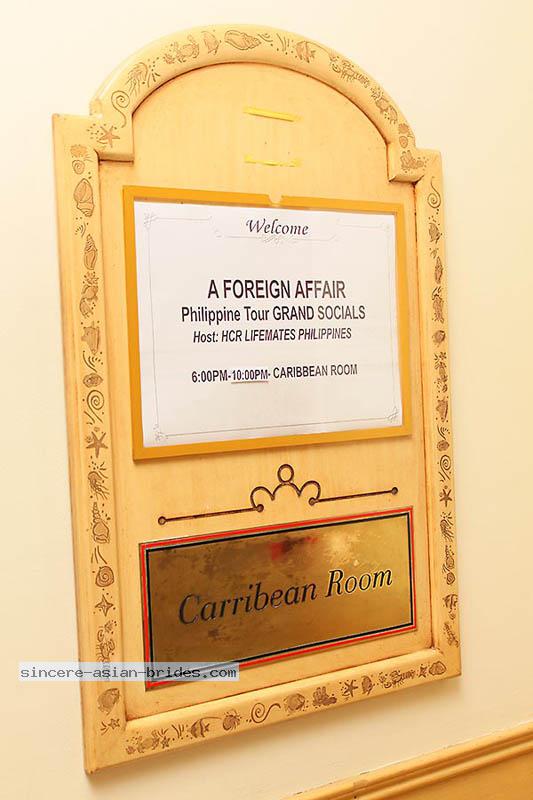 Welcome
A FOREIGN AFFAIR
Philippine Tour GRAND SOCIALS
Host: HCR LIFEMATES PHILIPPINES
6:00PM-10:00PM- CARIBBEAN ROOM
Carribean Room
sincere-asian-brides.com